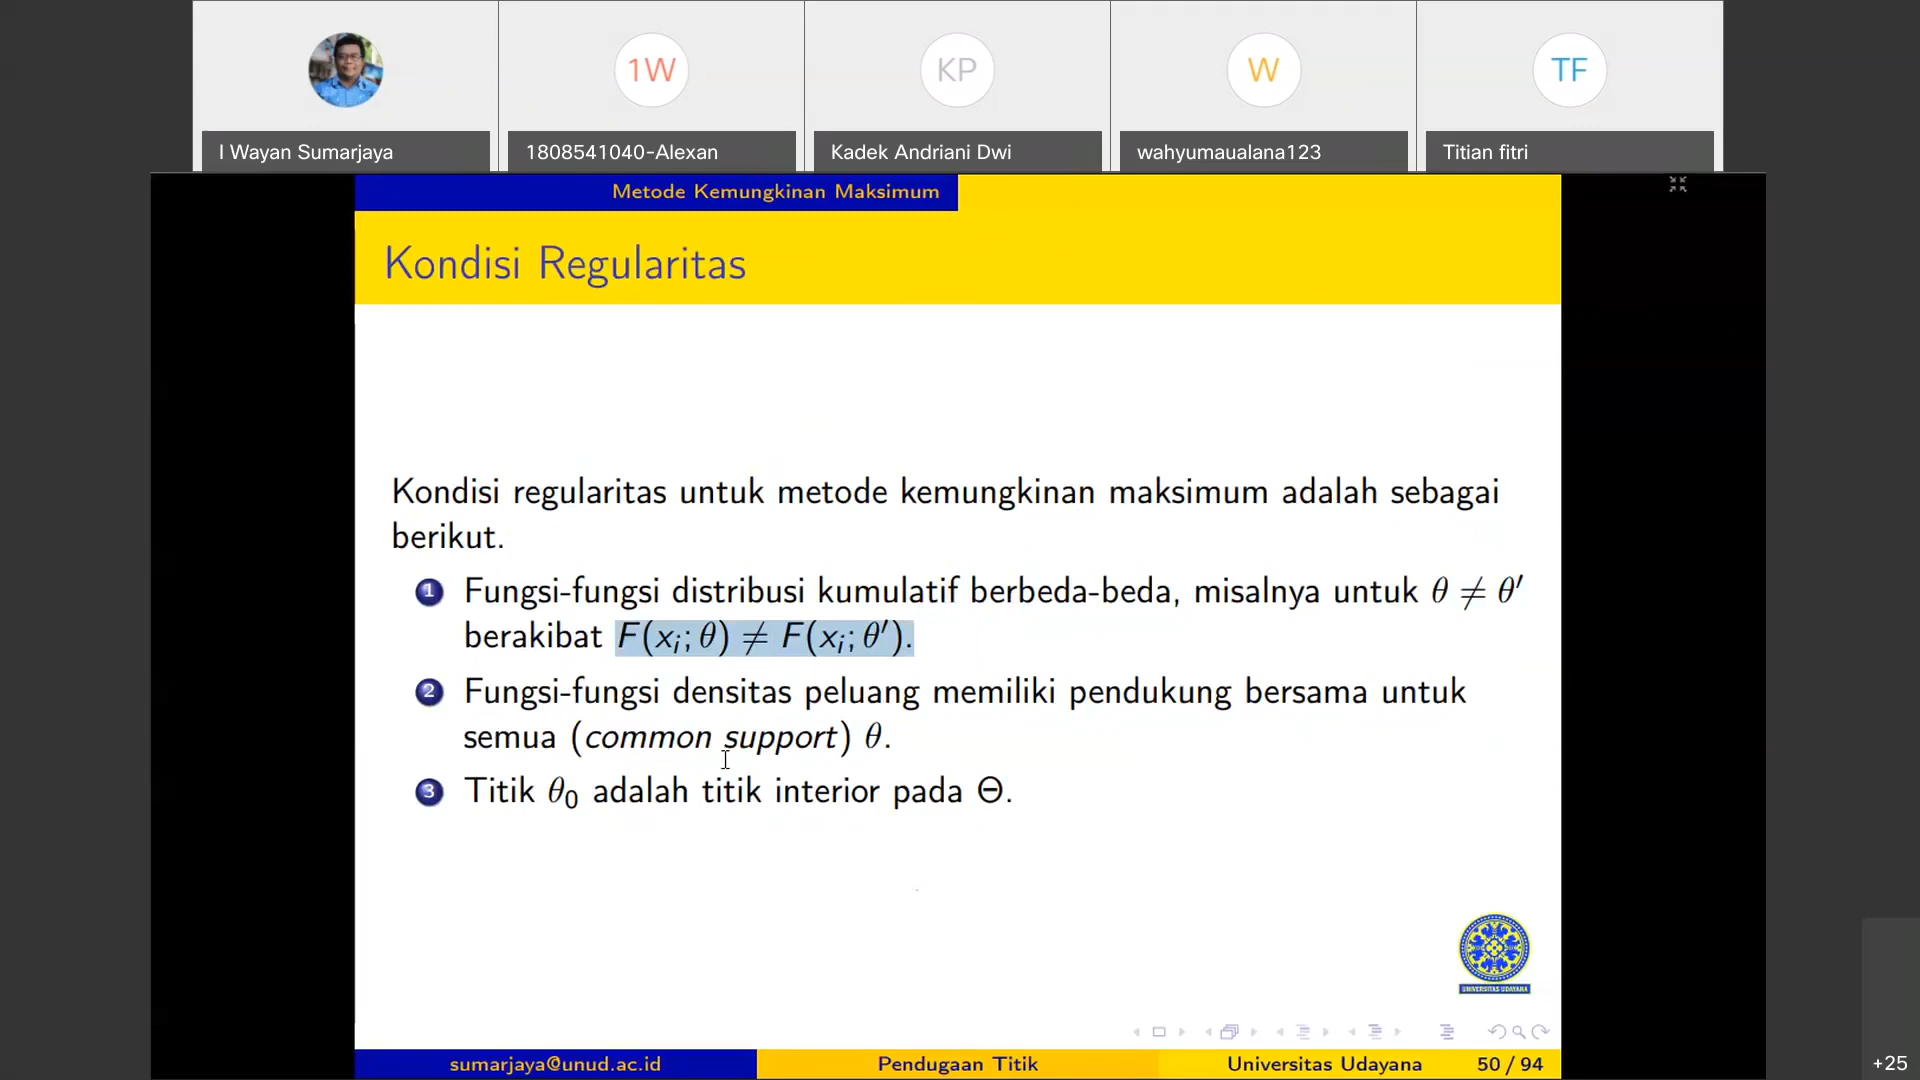 1W
KP
W
TF
I Wayan Sumarjaya
1808541040-Alexan
Kadek Andriani Dwi
wahyumaualana123
Titian fitri
Metode Kemungkinan Maksimum
Kondisi Regularitas
Kondisi regularitas untuk metode kemungkinan maksimum adalah sebagai
berikut.
1 Fungsi-fungsi distribusi kumulatif berbeda-beda, misalnya untuk θ ≠ θ′
berakibat F(xᵢ; θ) ≠ F(xᵢ; θ′).
2 Fungsi-fungsi densitas peluang memiliki pendukung bersama untuk
semua (common support) θ.
3 Titik θ₀ adalah titik interior pada Θ.
UNIVERSITAS UDAYANA
sumarjaya@unud.ac.id
Pendugaan Titik
Universitas Udayana
50 / 94
+25